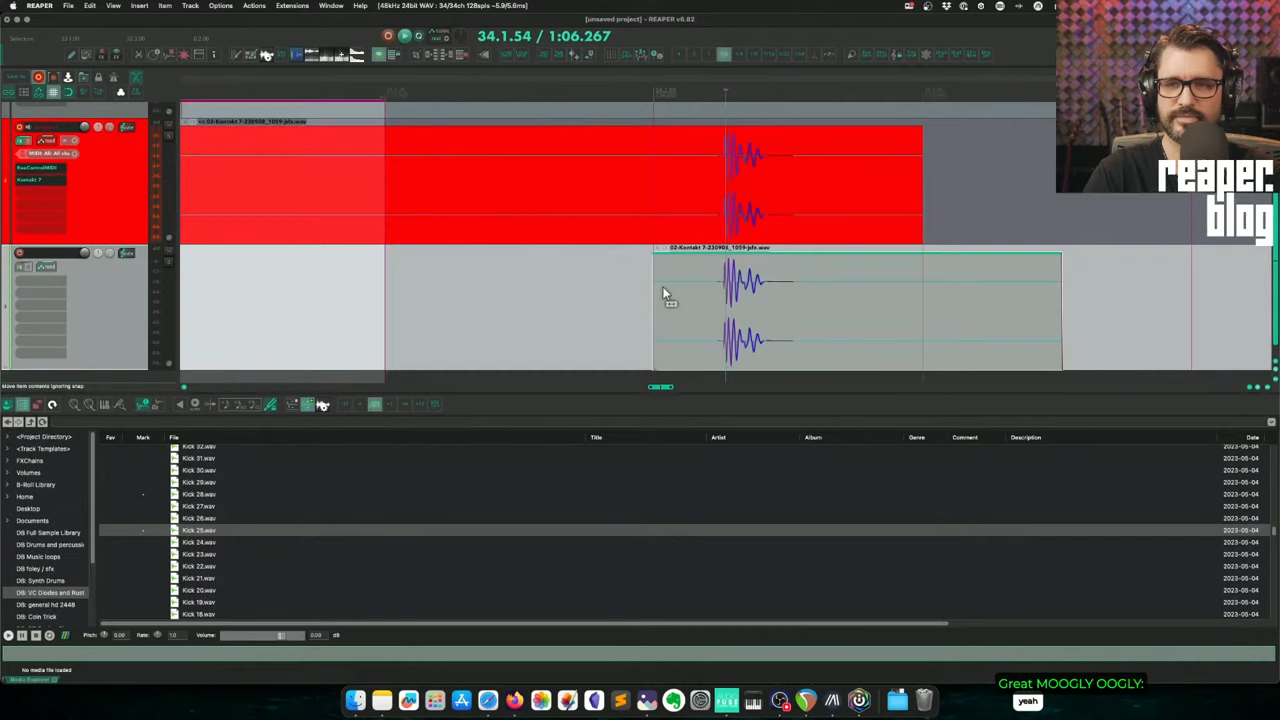 REAPER File Edit View Insert Item Track Options Actions Extensions Window Help [48kHz 24bit WAV : 34/34ch 128spls ~5.9/5.6ms]
[unsaved project] - REAPER v6.82
Selection:
34.1.54 / 1:06.267
<< 02-Kontakt 7-230908_1059-jsfx.wav
ReaControlMIDI
Kontakt 7
02-Kontakt 7-230908_1059-jsfx.wav
Move item contents ignoring snap
reaper.
blog
Fav Mark File Title Artist Album Genre Comment Description Date
<Project Directory>
<Track Templates>
FXChains
Volumes
B-Roll Library
Home
Desktop
Documents
DB Full Sample Library
DB Drums and percussi
DB Music loops
DB foley / sfx
DB: Synth Drums
DB: VC Diodes and Rust
DB: general hd 2448
DB: Coin Trick
Kick 32.wav 2023-05-04
Kick 31.wav 2023-05-04
Kick 30.wav 2023-05-04
Kick 29.wav 2023-05-04
Kick 28.wav 2023-05-04
Kick 27.wav 2023-05-04
Kick 26.wav 2023-05-04
Kick 25.wav 2023-05-04
Kick 24.wav 2023-05-04
Kick 23.wav 2023-05-04
Kick 22.wav 2023-05-04
Kick 21.wav 2023-05-04
Kick 20.wav 2023-05-04
Kick 19.wav 2023-05-04
Kick 18.wav 2023-05-04
Pitch: 0.00 Rate: 1.0 Volume: 0.00 dB
No media file loaded
Media Explorer
Great MOOGLY OOGLY:
yeah